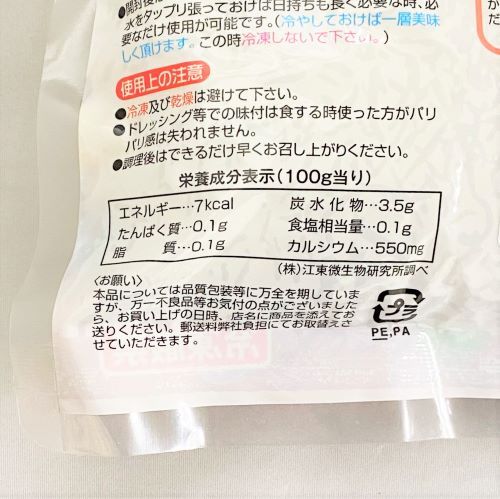 ●開封後は
水をタップリ張っておけば日持ちも長く必要な時、必
要なだけ使用が可能です。(冷やしておけば一層美味
しく頂けます。この時冷凍しないで下さい。)
使用上の注意
●冷凍及び乾燥は避けて下さい。
●ドレッシング等での味付は食する時使った方がパリ
パリ感は失われません。
●調理後はできるだけ早くお召し上がりください。
栄養成分表示(100g当り)
エネルギー…7kcal 炭水化物…3.5g
たんぱく質…0.1g 食塩相当量…0.1g
脂質…0.1g カルシウム…550mg
(株)江東微生物研究所調べ
〈お願い〉
本品については品質包装等に万全を期していま
すが、万一不良品等お気付の点がございました
ら、お買い上げの日時、店名に商品を添えてお
送りください。郵送料弊社負担にてお取替えさ
せていただきます。
プラ
PE,PA